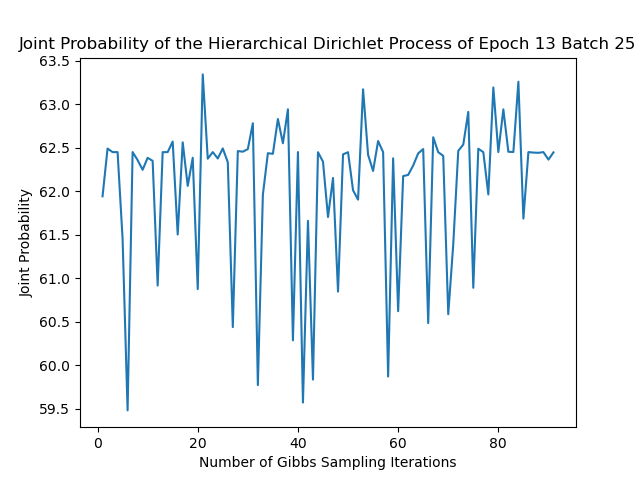 Joint Probability of the Hierarchical Dirichlet Process of Epoch 13 Batch 25
63.5
63.0
62.5
62.0
61.5
61.0
60.5
60.0
59.5
Joint Probability
0 20 40 60 80
Number of Gibbs Sampling Iterations